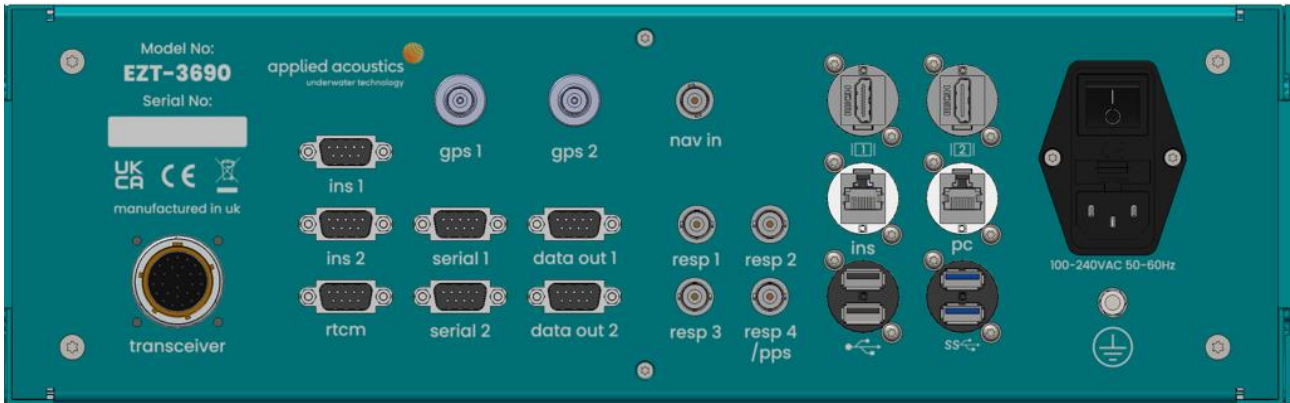 Model No:
EZT-3690
Serial No:
UK
CA CE
manufactured in uk
transceiver
applied acoustics
underwater technology
gps 1
gps 2
nav in
ins 1
ins 2
serial 1
data out 1
rtcm
serial 2
data out 2
resp 1
resp 2
resp 3
resp 4
/pps
HDMI
HDMI
|1|
|2|
ins
pc
SS
100-240VAC 50-60Hz